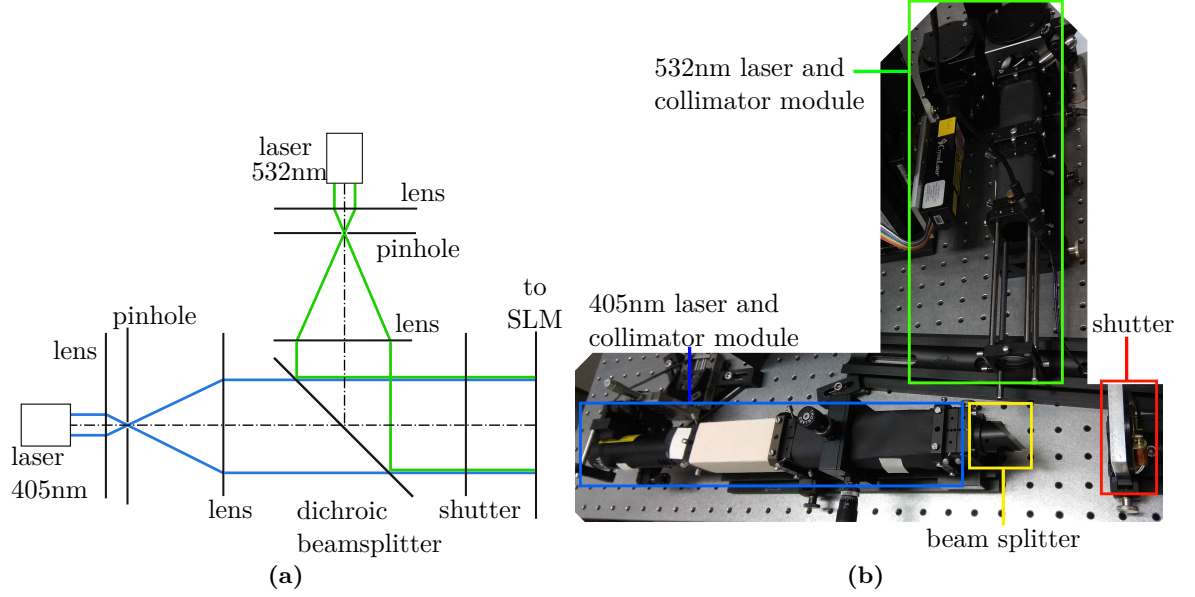 laser
532nm
lens
pinhole
lens
to
SLM
pinhole
lens
laser
405nm
lens
dichroic
beamsplitter
shutter
(a)
532nm laser and
collimator module
405nm laser and
collimator module
shutter
beam splitter
(b)